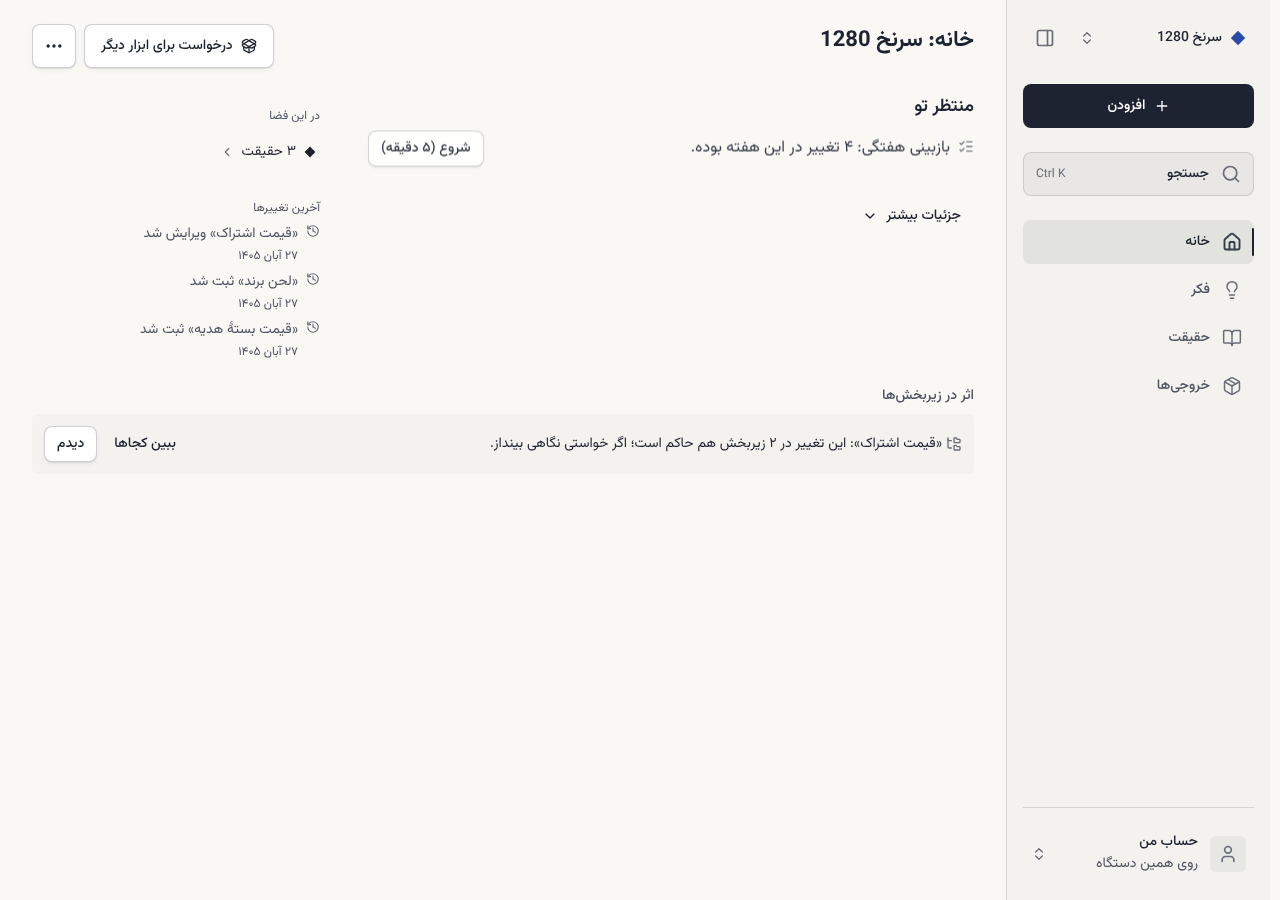 سرنخ 1280
افزودن
جستجو
Ctrl K
خانه
فکر
حقیقت
خروجی‌ها
حساب من
روی همین دستگاه
خانه: سرنخ 1280
درخواست برای ابزار دیگر
منتظر تو
بازبینی هفتگی: ۴ تغییر در این هفته بوده.
شروع (۵ دقیقه)
جزئیات بیشتر
در این فضا
۳ حقیقت
آخرین تغییرها
«قیمت اشتراک» ویرایش شد
۲۷ آبان ۱۴۰۵
«لحن برند» ثبت شد
۲۷ آبان ۱۴۰۵
«قیمت بستهٔ هدیه» ثبت شد
۲۷ آبان ۱۴۰۵
اثر در زیربخش‌ها
«قیمت اشتراک»: این تغییر در ۲ زیربخش هم حاکم است؛ اگر خواستی نگاهی بینداز.
ببین کجاها
دیدم